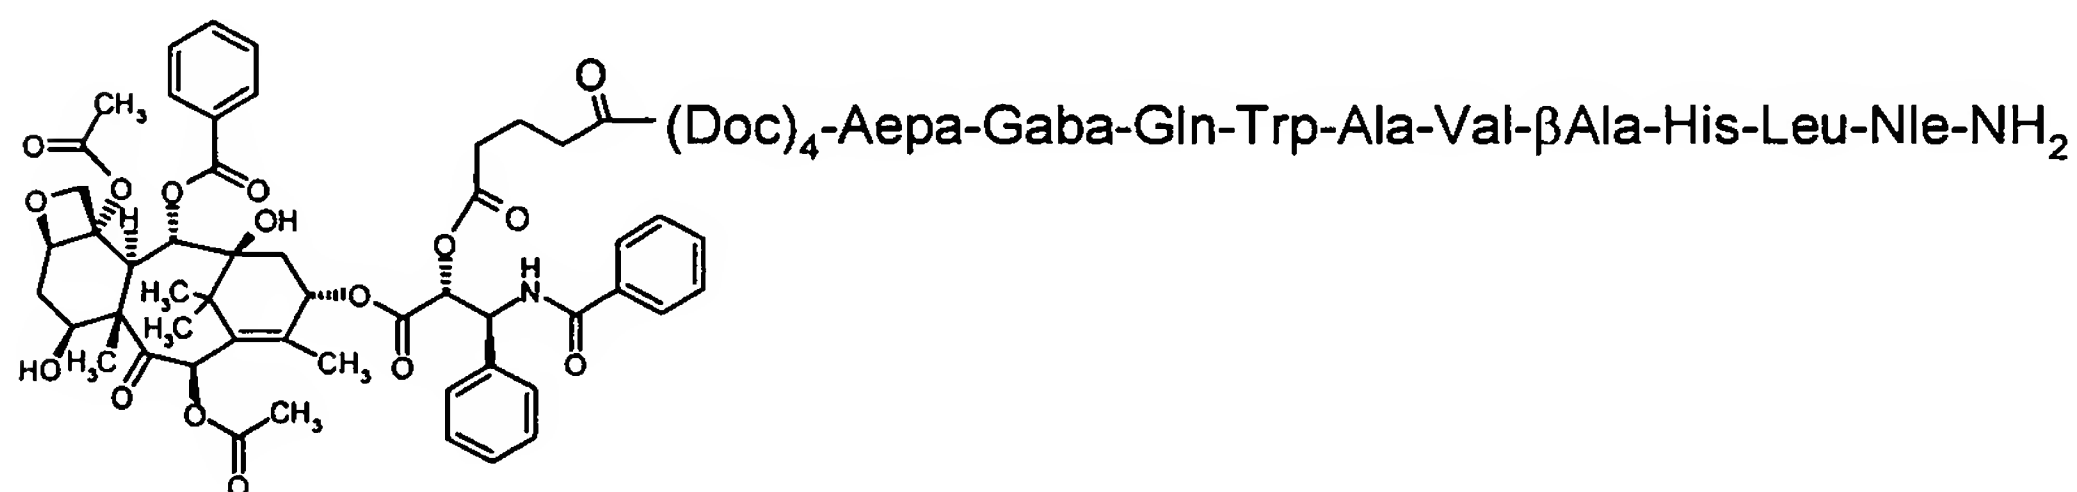 O
CH₃
(Doc)₄-Aepa-Gaba-Gln-Trp-Ala-Val-βAla-His-Leu-Nle-NH₂
O
O O O
O H OH O
O
H
H₃C O N
H₃C
HO H₃C CH₃ O O
O
O CH₃
O